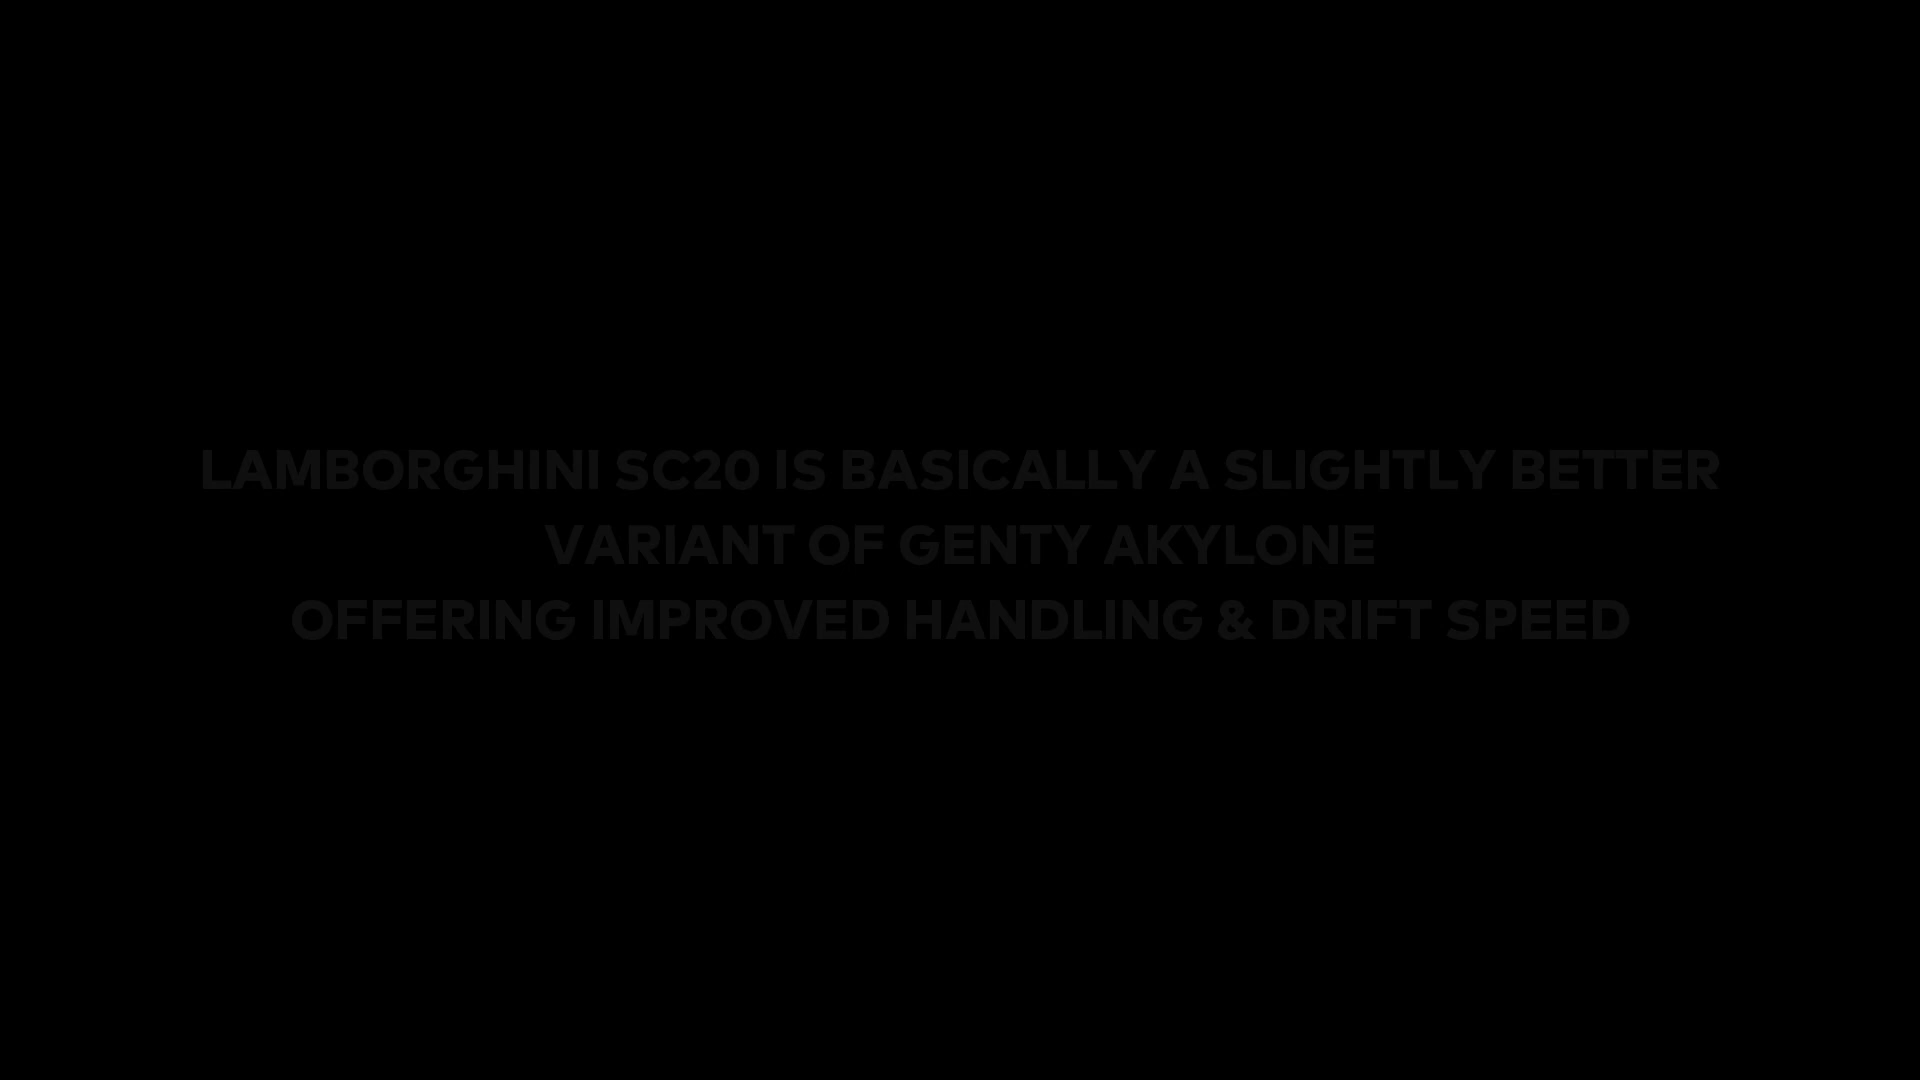 LAMBORGHINI SC20 IS BASICALLY A SLIGHTLY BETTER
VARIANT OF GENTY AKYLONE
OFFERING IMPROVED HANDLING & DRIFT SPEED